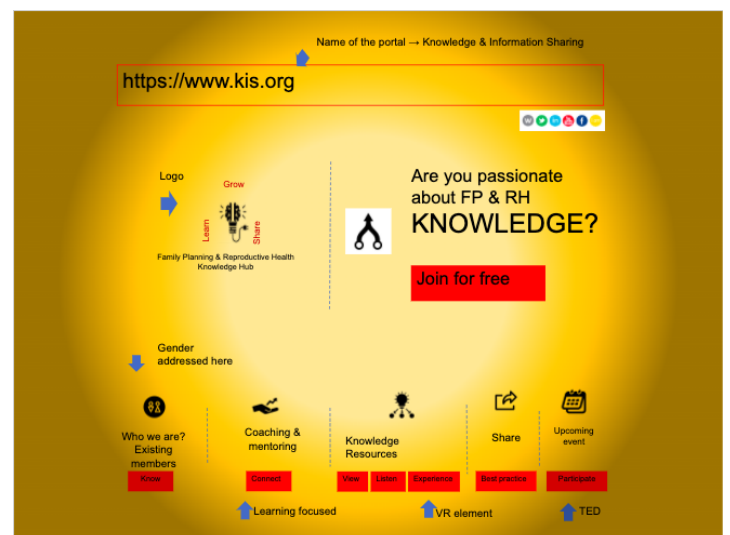 Name of the portal → Knowledge & Information Sharing
https://www.kis.org
Logo
Grow
Learn
Share
Family Planning & Reproductive Health
Knowledge Hub
Are you passionate
about FP & RH
KNOWLEDGE?
Join for free
Gender
addressed here
Who we are?
Existing
members
Know
Coaching &
mentoring
Connect
Knowledge
Resources
View
Listen
Experience
Share
Best practice
Upcoming
event
Participate
Learning focused
VR element
TED